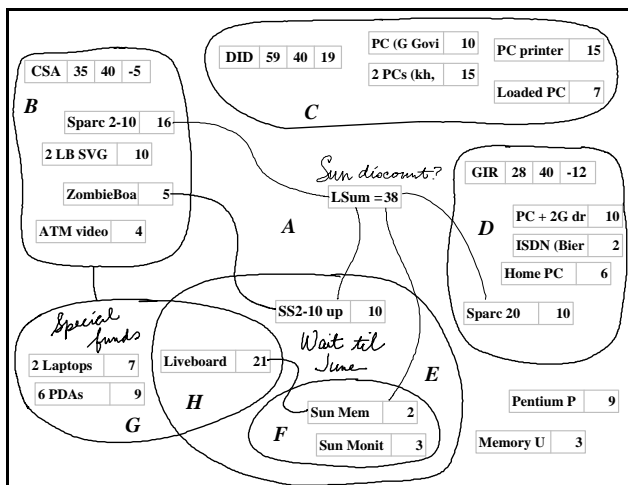 CSA 35 40 -5
B
Sparc 2-10 16
2 LB SVG 10
ZombieBoa 5
ATM video 4
DID 59 40 19
PC (G Govi 10
2 PCs (kh, 15
PC printer 15
Loaded PC 7
C
Sun discount?
LSum = 38
A
GIR 28 40 -12
D
PC + 2G dr 10
ISDN (Bier 2
Home PC 6
Sparc 20 10
Special
funds
2 Laptops 7
6 PDAs 9
G
SS2-10 up 10
Wait til
June
Liveboard 21
H
E
Sun Mem 2
F
Sun Monit 3
Pentium P 9
Memory U 3